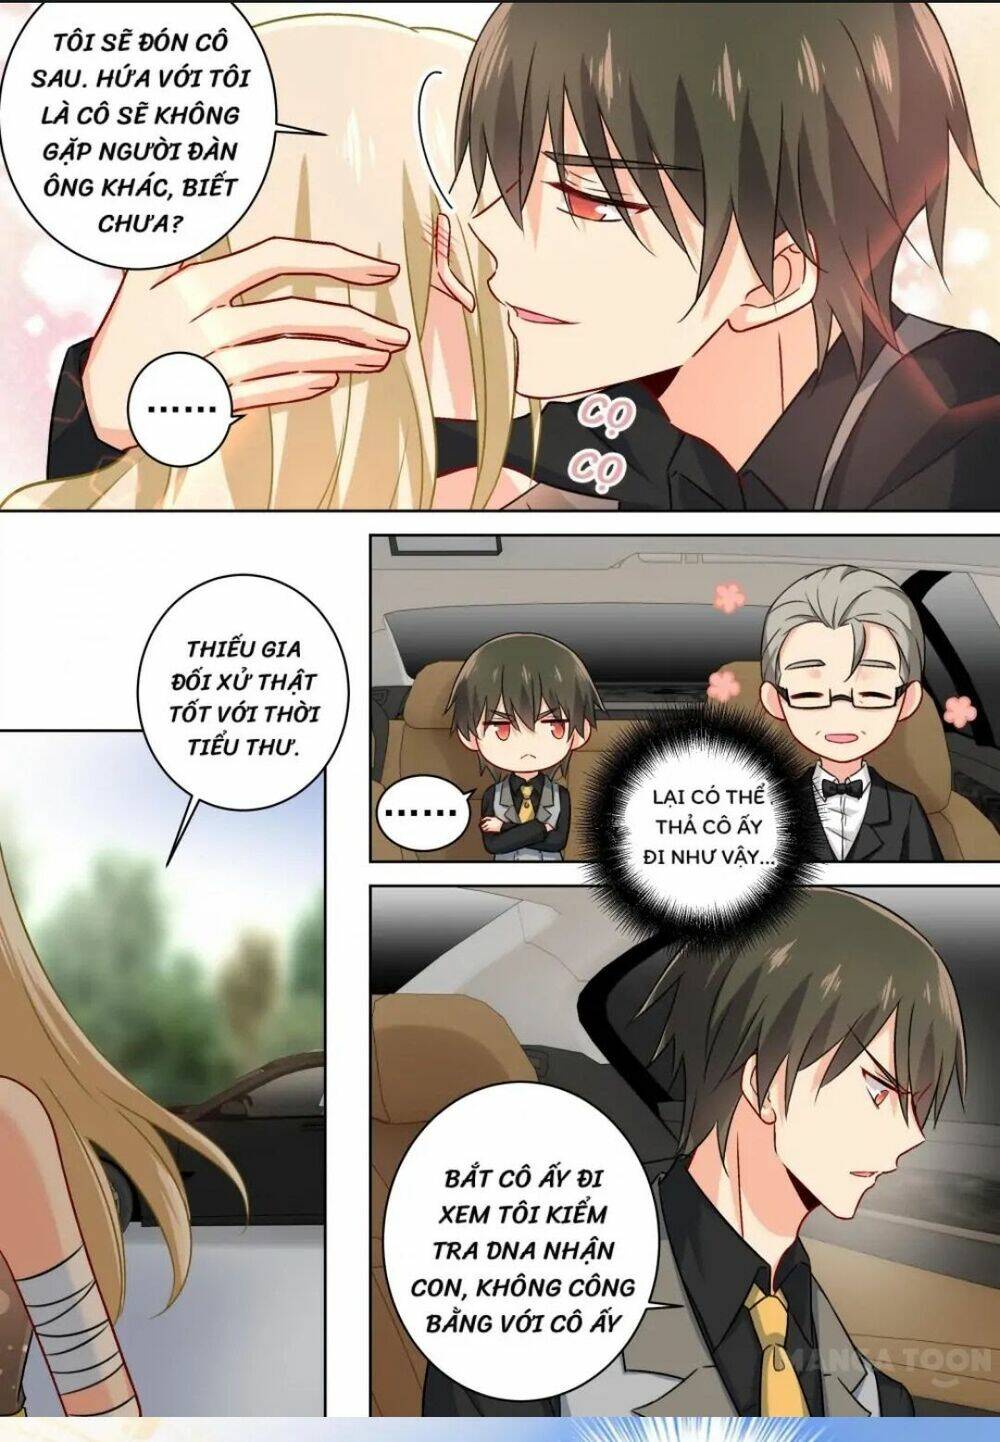 TÔI SẼ ĐÓN CÔ
SAU. HỨA VỚI TÔI
LÀ CÔ SẼ KHÔNG
GẶP NGƯỜI ĐÀN
ÔNG KHÁC, BIẾT
CHƯA?
......
CỌ
CỌ
THIẾU GIA
ĐỐI XỬ THẬT
TỐT VỚI THỜI
TIỂU THƯ.
......
LẠI CÓ THỂ
THẢ CÔ ẤY
ĐI NHƯ VẬY...
BẮT CÔ ẤY ĐI
XEM TÔI KIỂM
TRA DNA NHẬN
CON, KHÔNG CÔNG
BẰNG VỚI CÔ ẤY
MANGA TOON